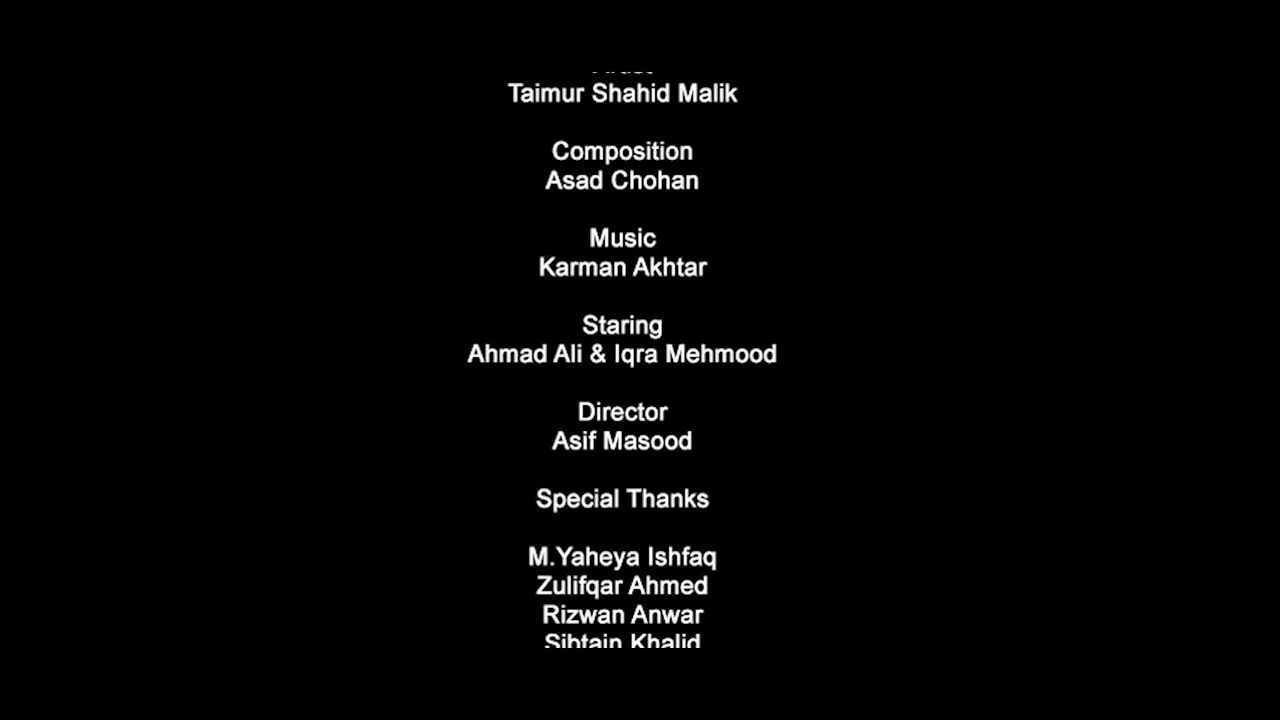 Taimur Shahid Malik
Composition
Asad Chohan
Music
Karman Akhtar
Staring
Ahmad Ali & Iqra Mehmood
Director
Asif Masood
Special Thanks
M.Yaheya Ishfaq
Zulifqar Ahmed
Rizwan Anwar
Sibtain Khalid